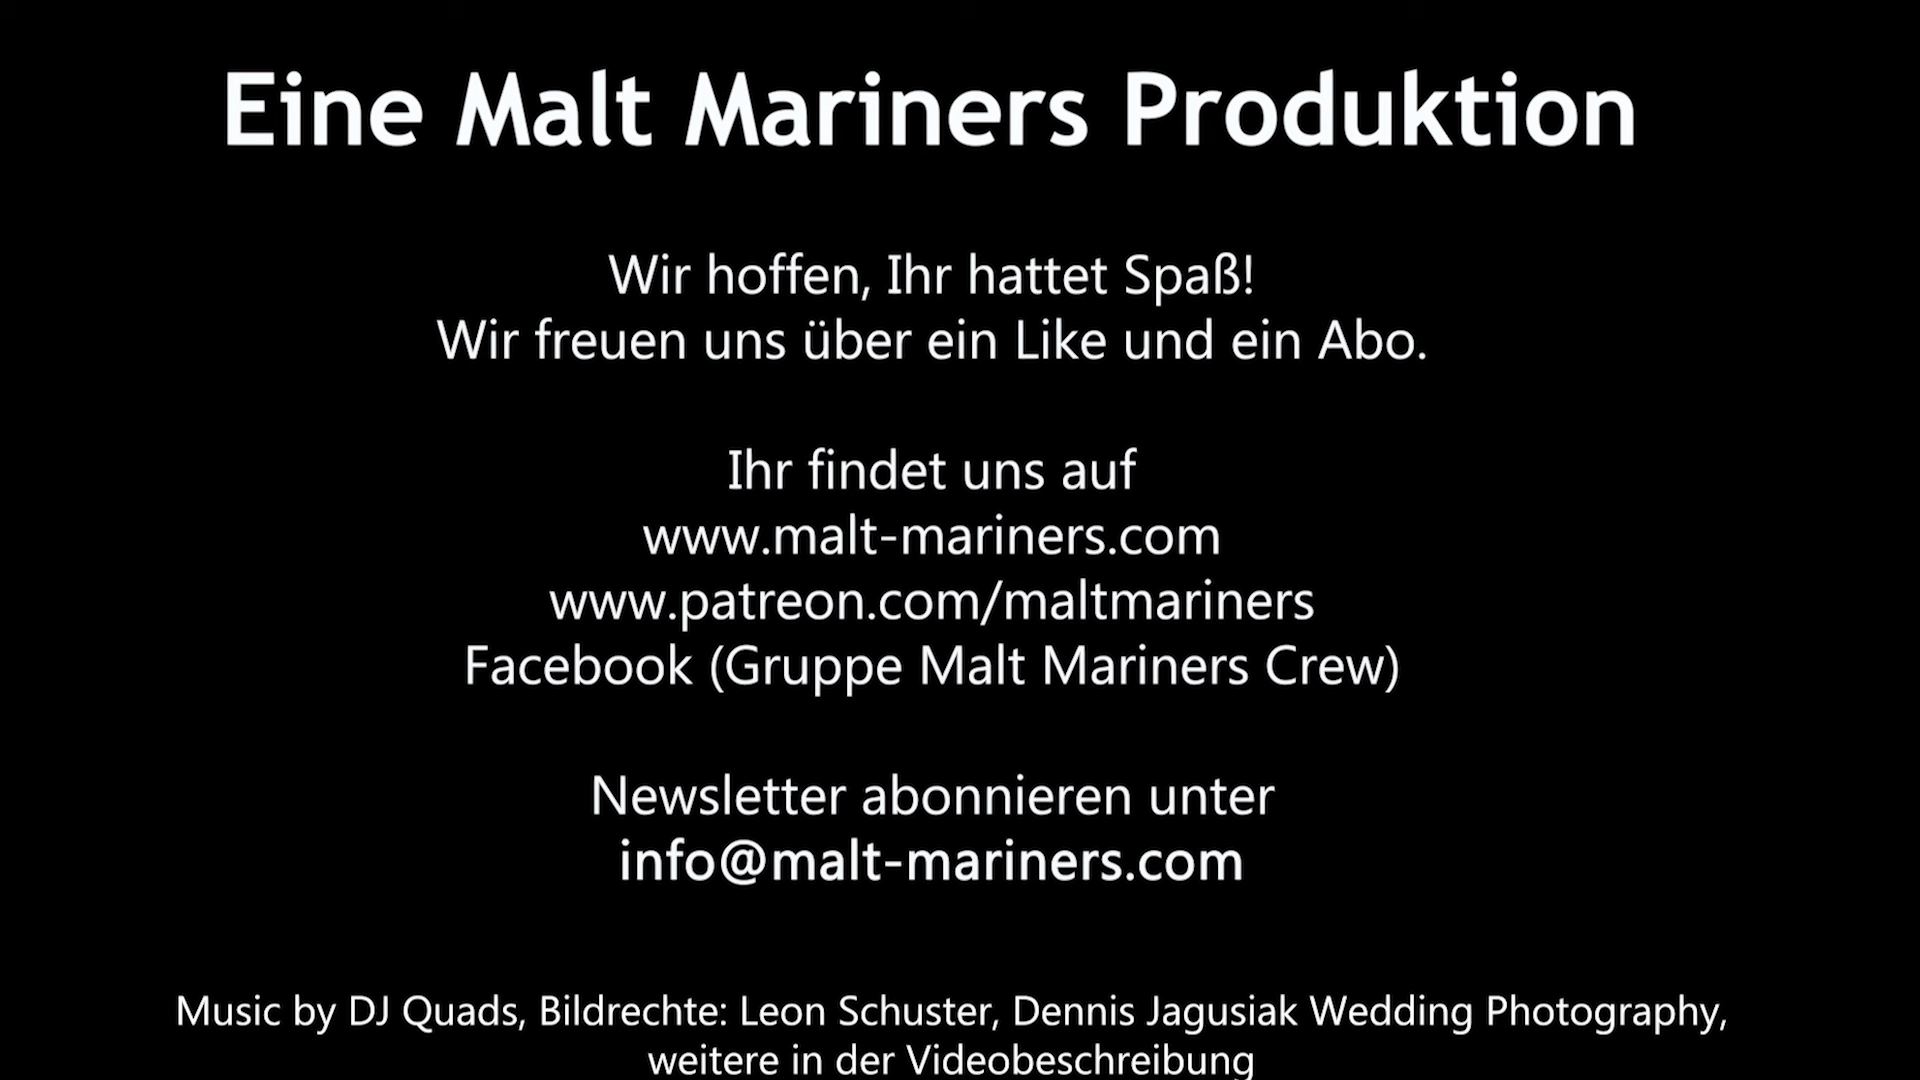 Eine Malt Mariners Produktion
Wir hoffen, Ihr hattet Spaß!
Wir freuen uns über ein Like und ein Abo.
Ihr findet uns auf
www.malt-mariners.com
www.patreon.com/maltmariners
Facebook (Gruppe Malt Mariners Crew)
Newsletter abonnieren unter
info@malt-mariners.com
Music by DJ Quads, Bildrechte: Leon Schuster, Dennis Jagusiak Wedding Photography,
weitere in der Videobeschreibung